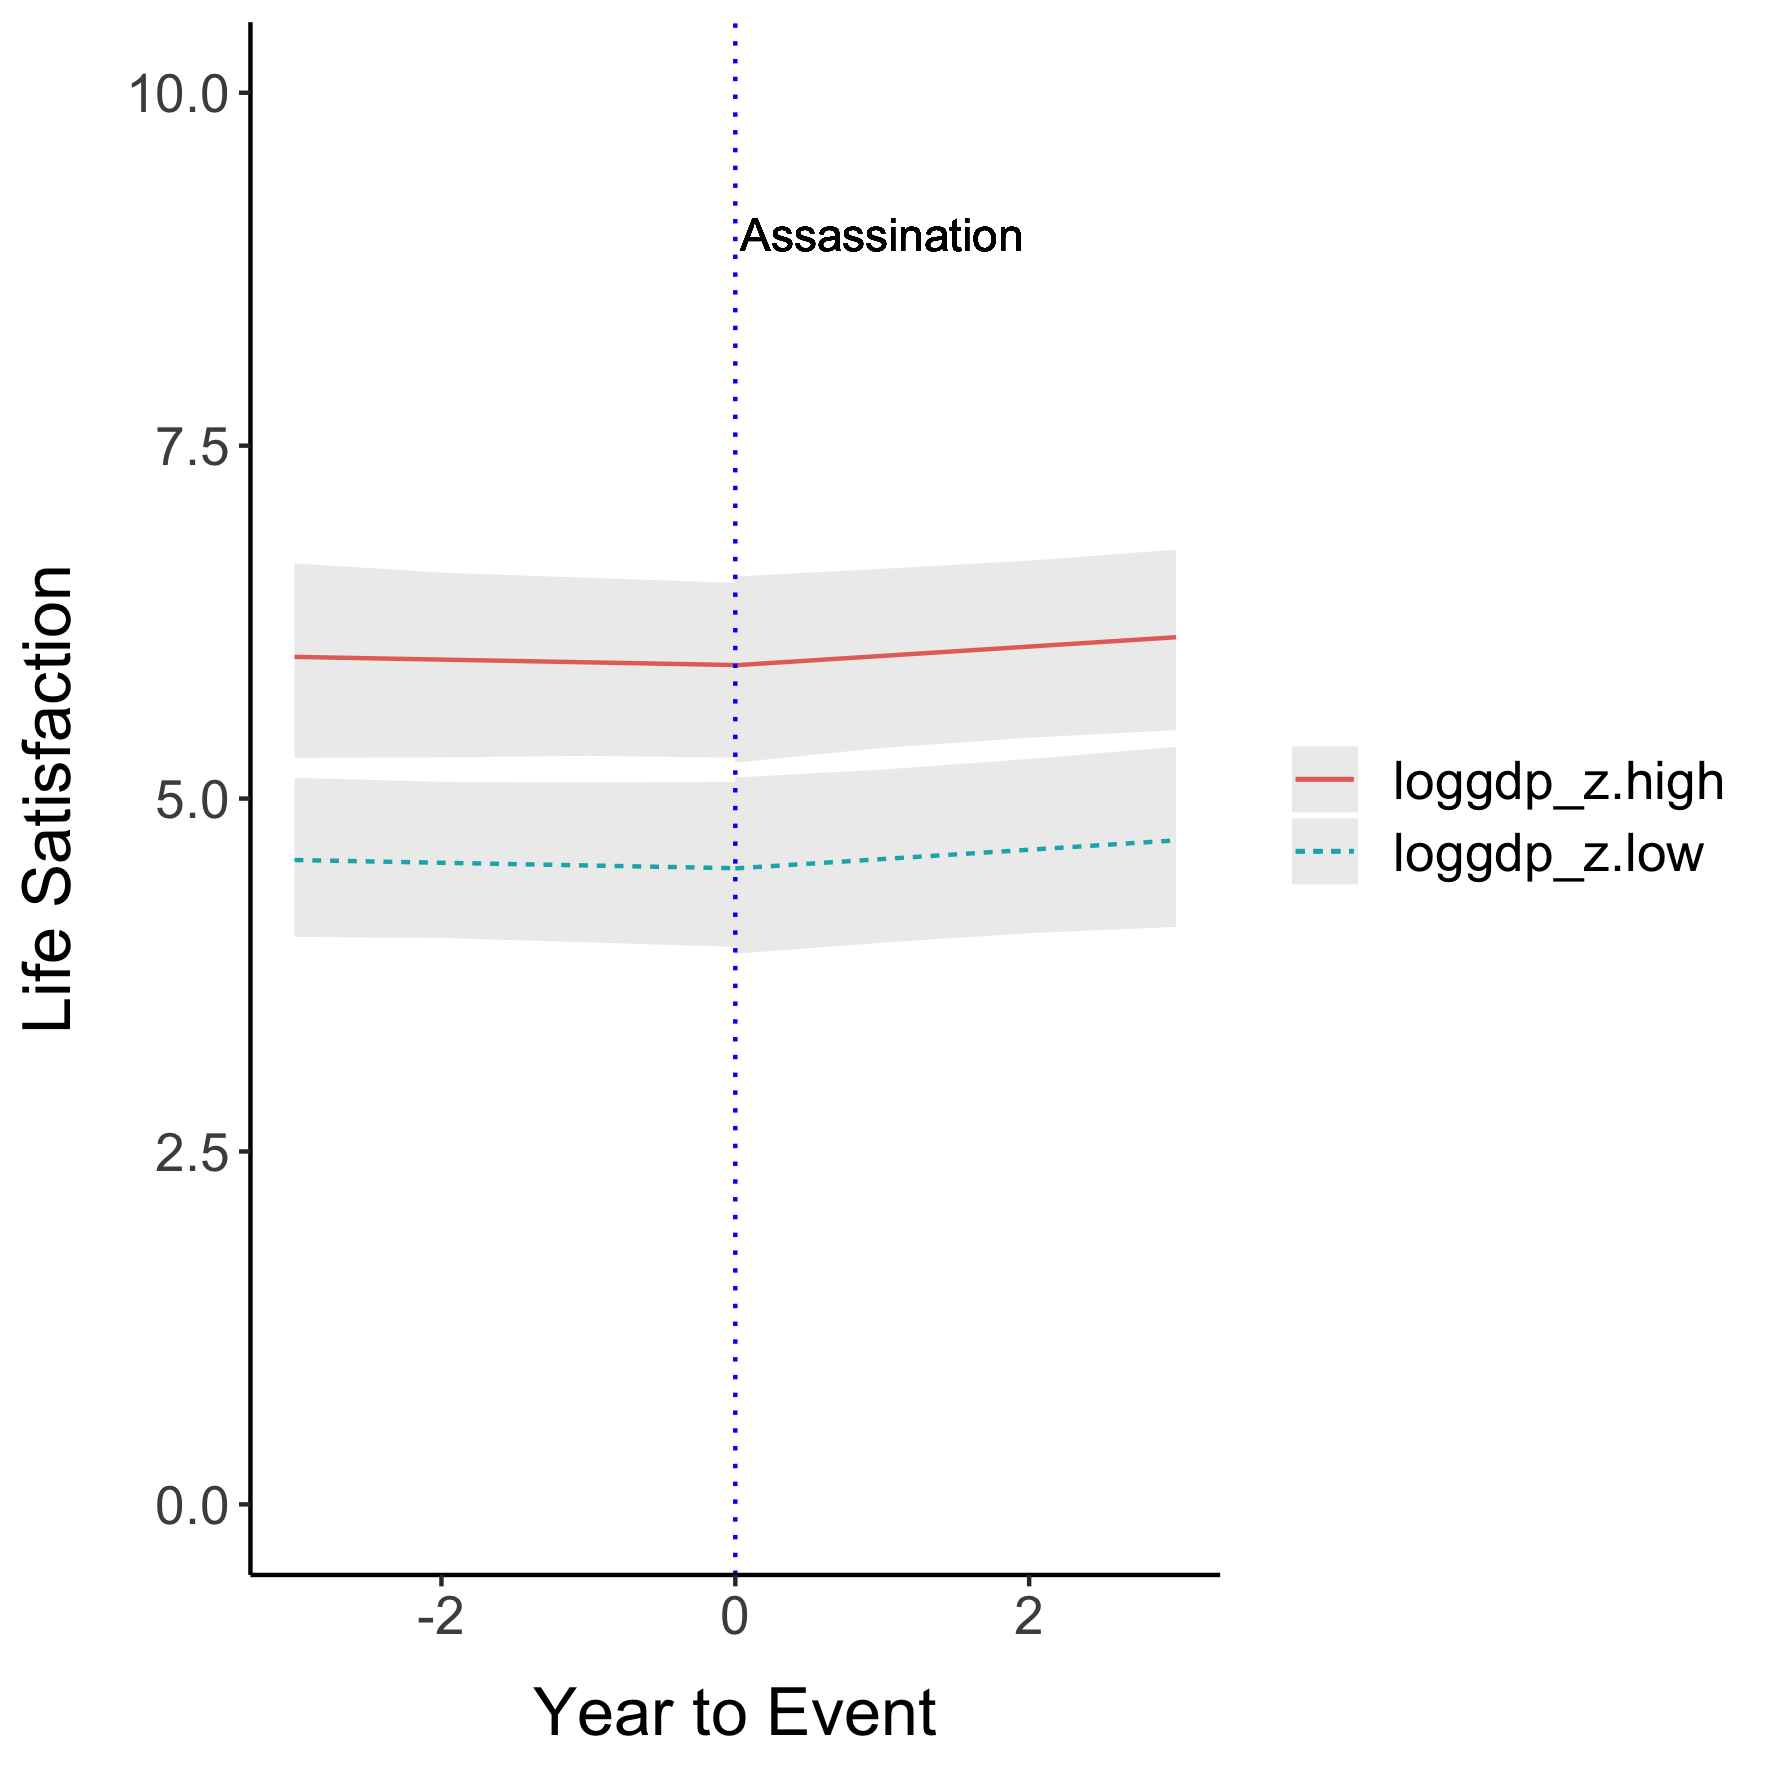 10.0
Assassination
7.5
5.0
2.5
0.0
Life Satisfaction
loggdp_z.high
loggdp_z.low
-2 0 2
Year to Event